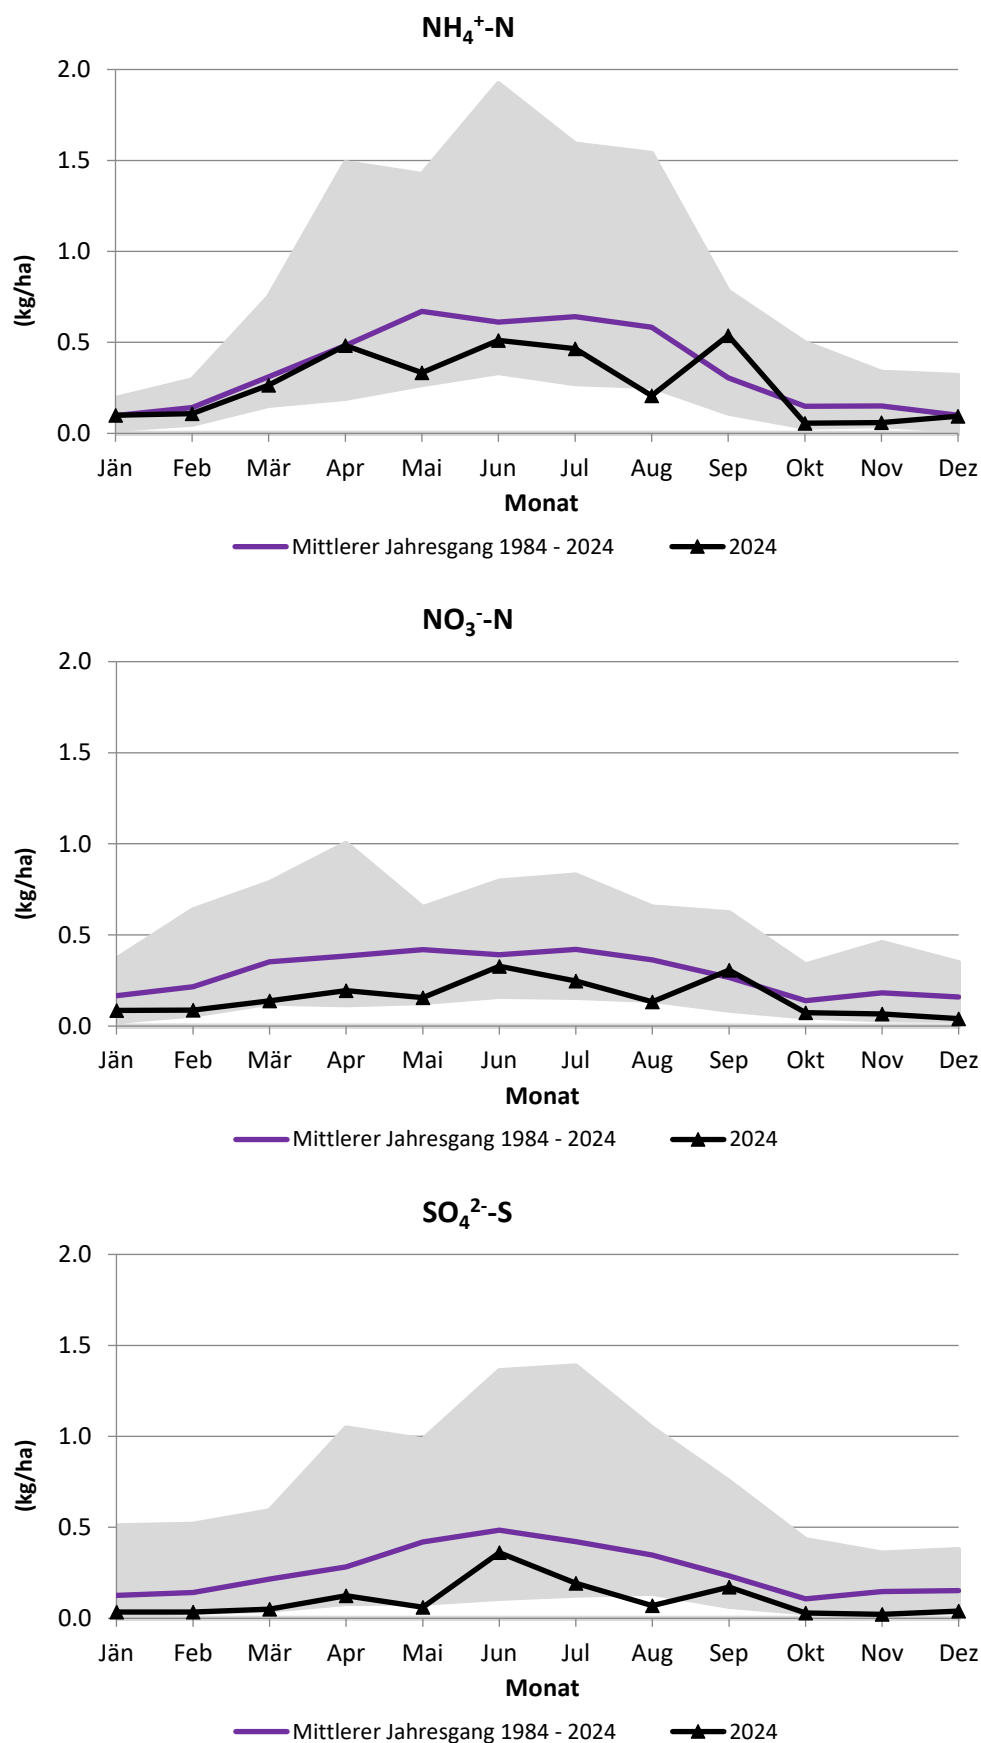 NH₄⁺-N
2.0
1.5
1.0
0.5
0.0
(kg/ha)
Jän Feb Mär Apr Mai Jun Jul Aug Sep Okt Nov Dez
Monat
Mittlerer Jahresgang 1984 - 2024 2024
NO₃⁻-N
2.0
1.5
1.0
0.5
0.0
(kg/ha)
Jän Feb Mär Apr Mai Jun Jul Aug Sep Okt Nov Dez
Monat
Mittlerer Jahresgang 1984 - 2024 2024
SO₄²⁻-S
2.0
1.5
1.0
0.5
0.0
(kg/ha)
Jän Feb Mär Apr Mai Jun Jul Aug Sep Okt Nov Dez
Monat
Mittlerer Jahresgang 1984 - 2024 2024